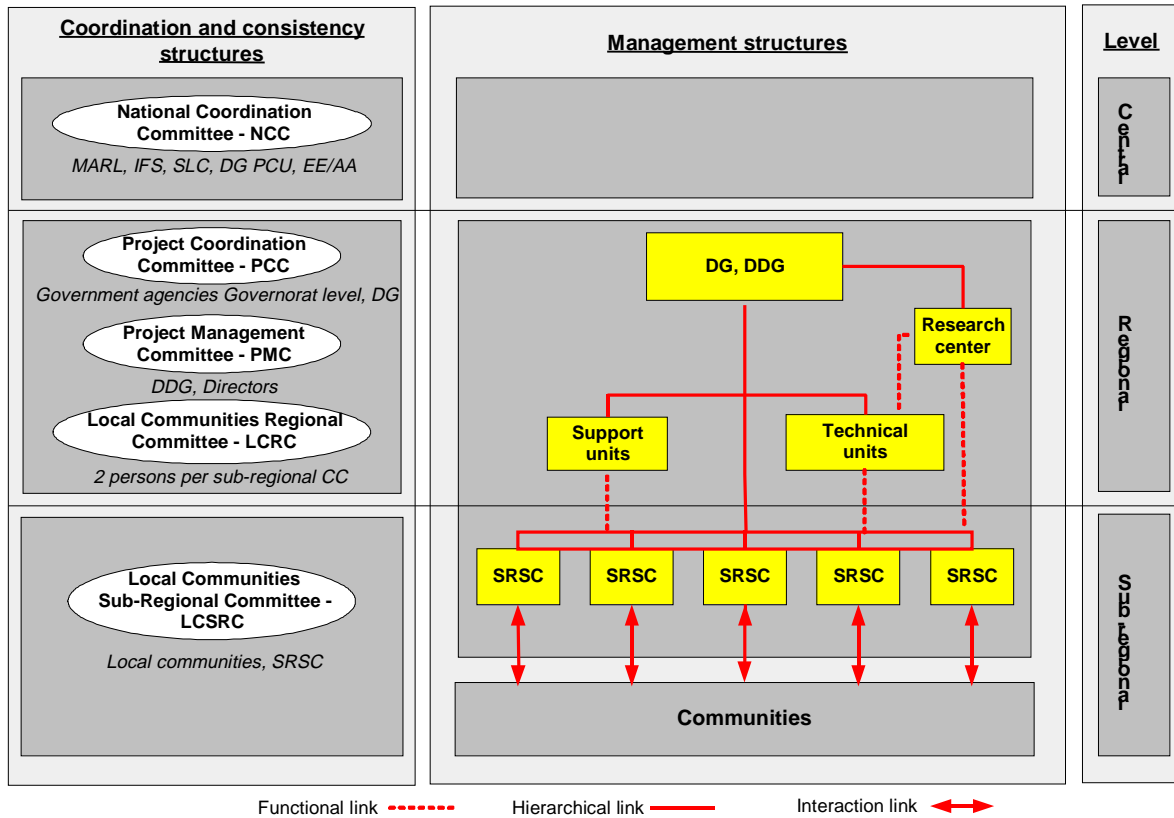 Coordination and consistency
structures
Management structures
Level
National Coordination
Committee - NCC
MARL, IFS, SLC, DG PCU, EE/AA
Central
Project Coordination
Committee - PCC
Government agencies Governorat level, DG
Project Management
Committee - PMC
DDG, Directors
Local Communities Regional
Committee - LCRC
2 persons per sub-regional CC
DG, DDG
Research
center
Support
units
Technical
units
Regional
Local Communities
Sub-Regional Committee -
LCSRC
Local communities, SRSC
SRSC
SRSC
SRSC
SRSC
SRSC
Communities
Sub-regional
Functional link
Hierarchical link
Interaction link